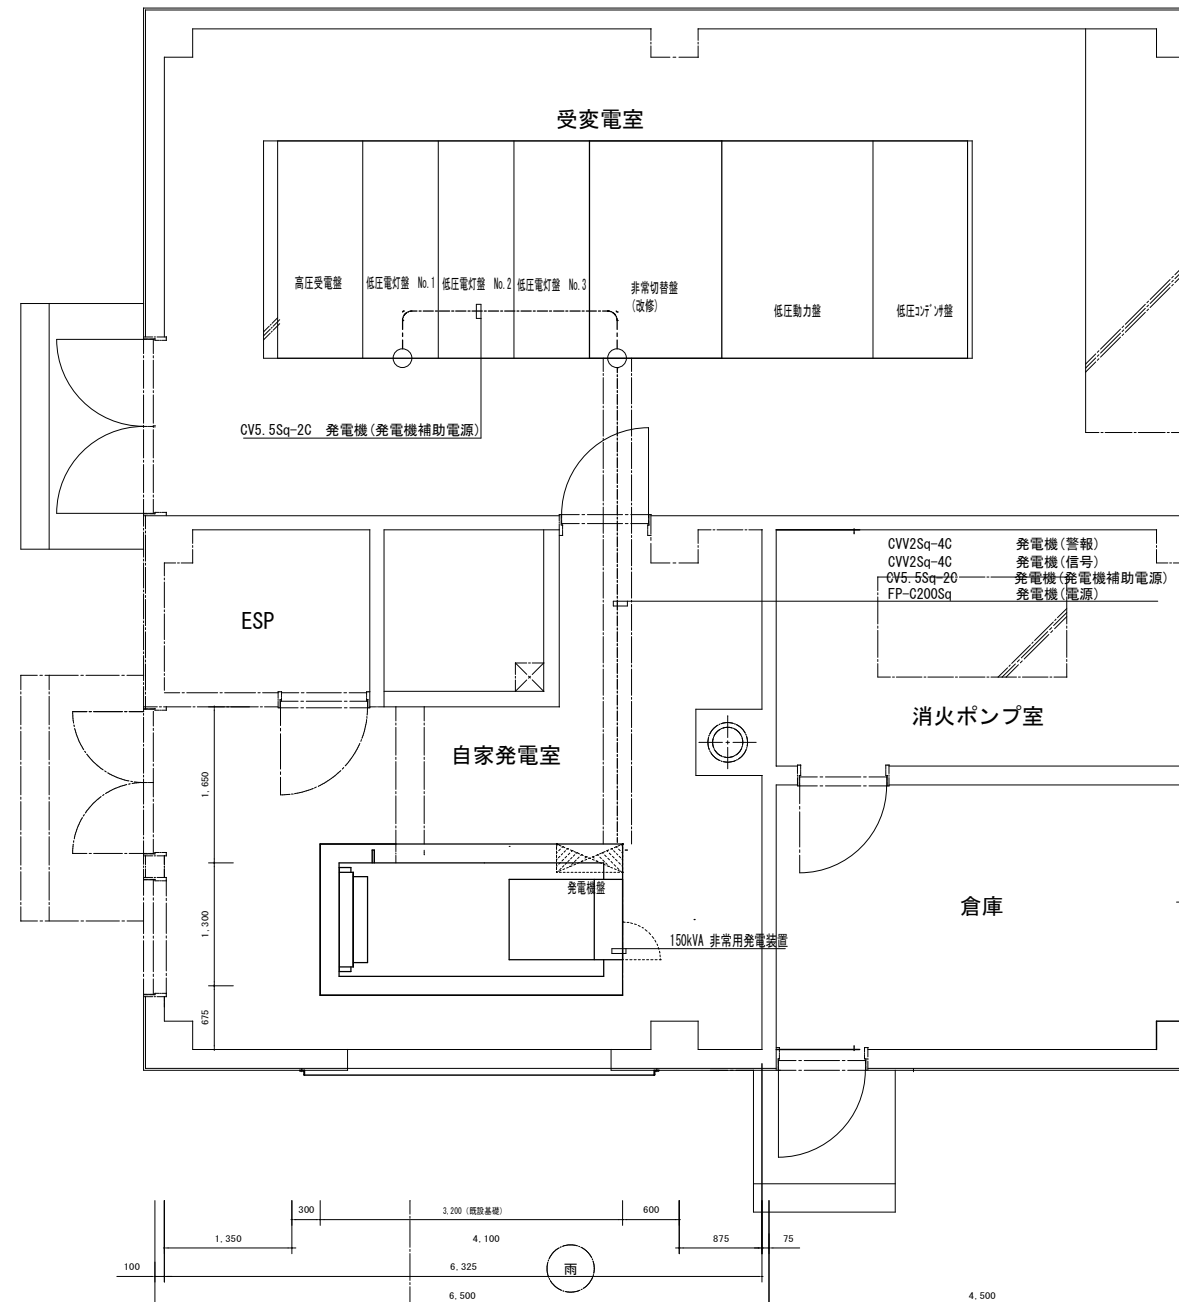 受変電室
高圧受電盤
低圧電灯盤 No.1
低圧電灯盤 No.2
低圧電灯盤 No.3
非常切替盤
(改修)
低圧動力盤
低圧ｺﾝﾃﾞﾝｻ盤
CV5.5Sq-2C 発電機(発電機補助電源)
CVV2Sq-4C 発電機(警報)
CVV2Sq-4C 発電機(信号)
CV5.5Sq-2C 発電機(発電機補助電源)
FP-C200Sq 発電機(電源)
ESP
消火ポンプ室
自家発電室
1,650
発電機盤
倉庫
1,300
150kVA 非常用発電装置
675
300
3,200 (既設基礎)
600
1,350
4,100
875
75
100
6,325
雨
6,500
4,500